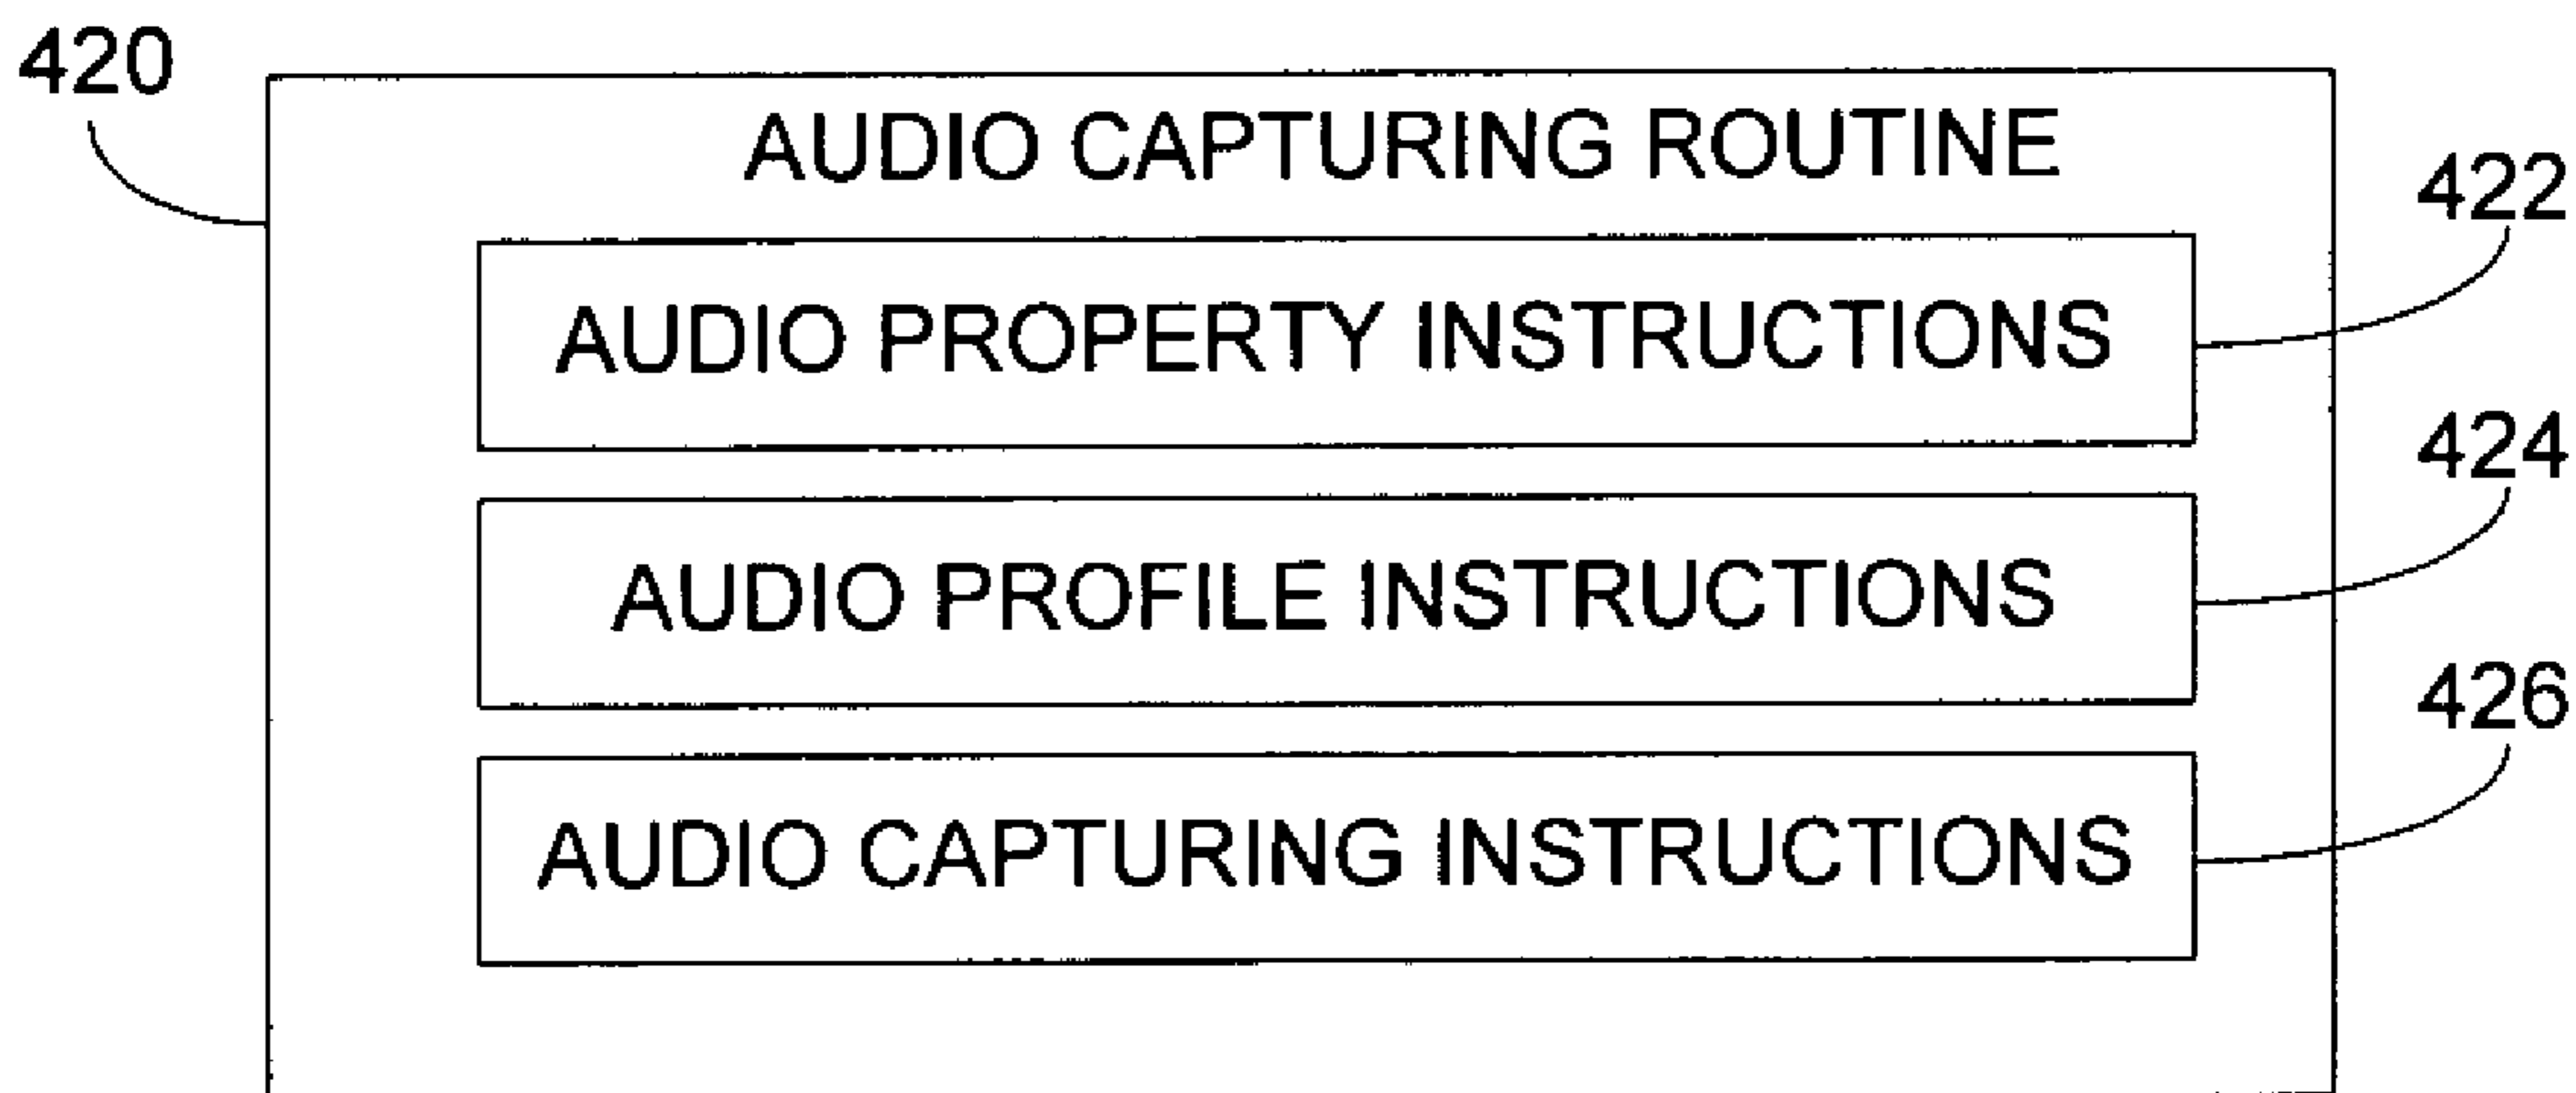 420
AUDIO CAPTURING ROUTINE
422
AUDIO PROPERTY INSTRUCTIONS
424
AUDIO PROFILE INSTRUCTIONS
426
AUDIO CAPTURING INSTRUCTIONS